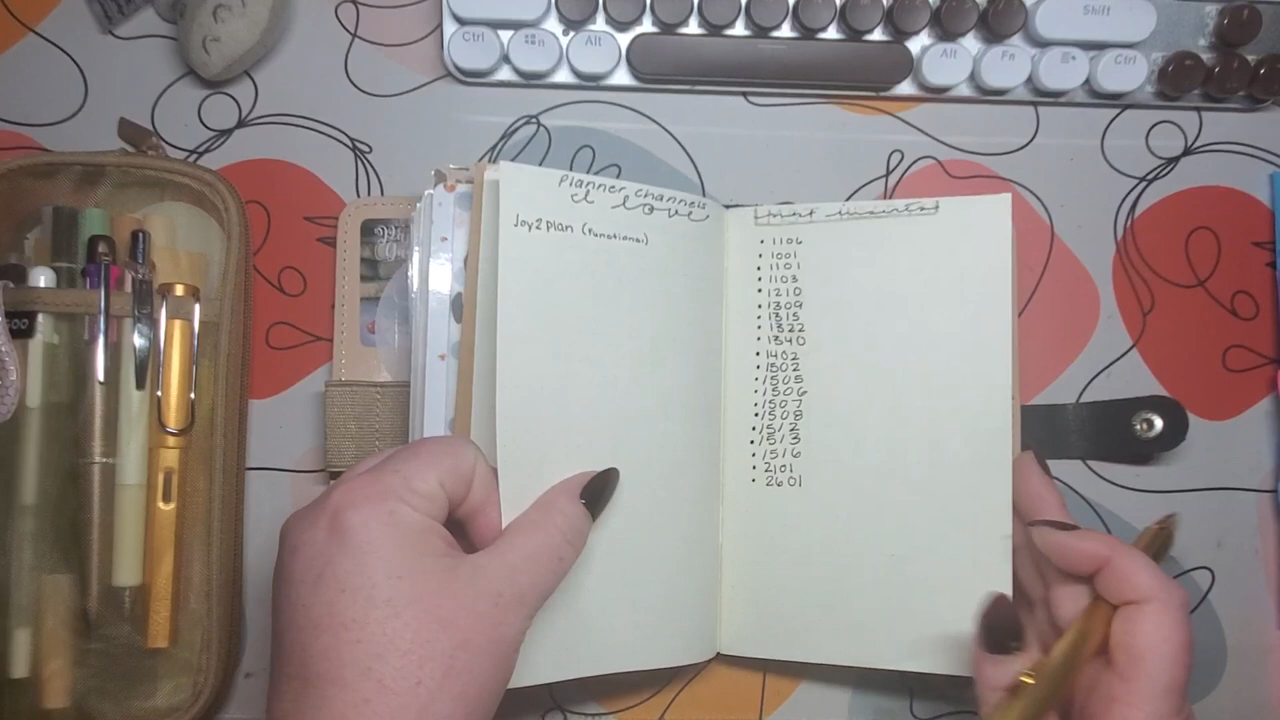 Shift
Ctrl
Alt
Alt
Fn
Ctrl
Planner Channels
I love
Joy2plan (Functional)
inserts
• 1106
• 1001
• 1101
• 1103
• 1210
• 1309
• 1315
• 1322
• 1340
• 1402
• 1502
• 1505
• 1506
• 1507
• 1508
• 1512
• 1513
• 1516
• 2101
• 2601